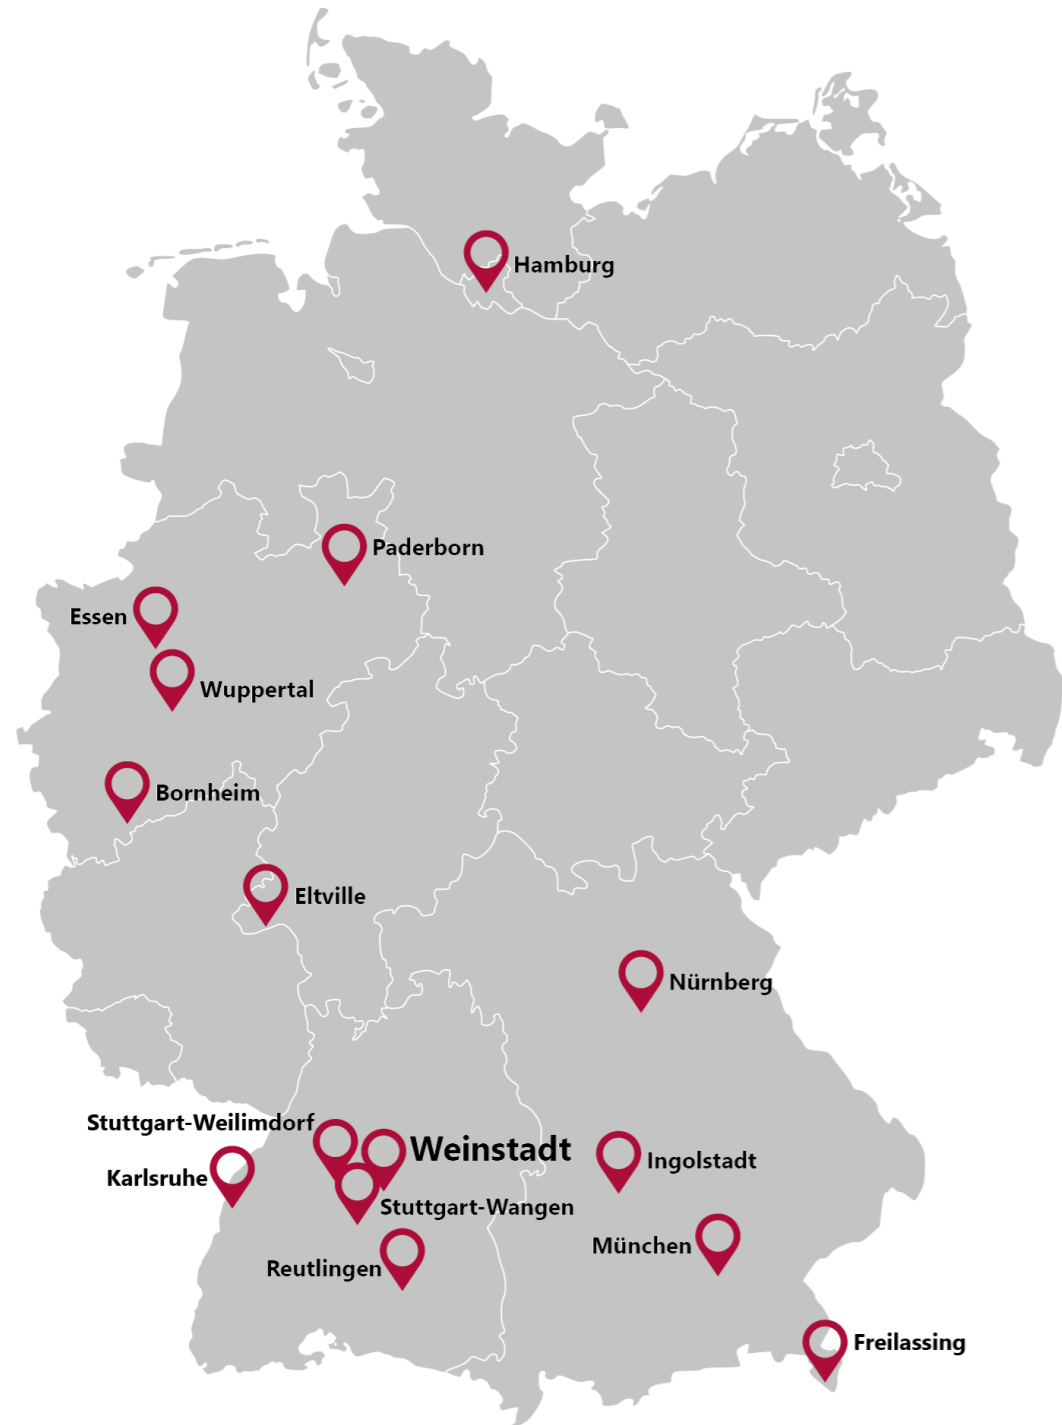 Hamburg
Paderborn
Essen
Wuppertal
Bornheim
Eltville
Nürnberg
Stuttgart-Weilimdorf
Weinstadt
Ingolstadt
Karlsruhe
Stuttgart-Wangen
München
Reutlingen
Freilassing